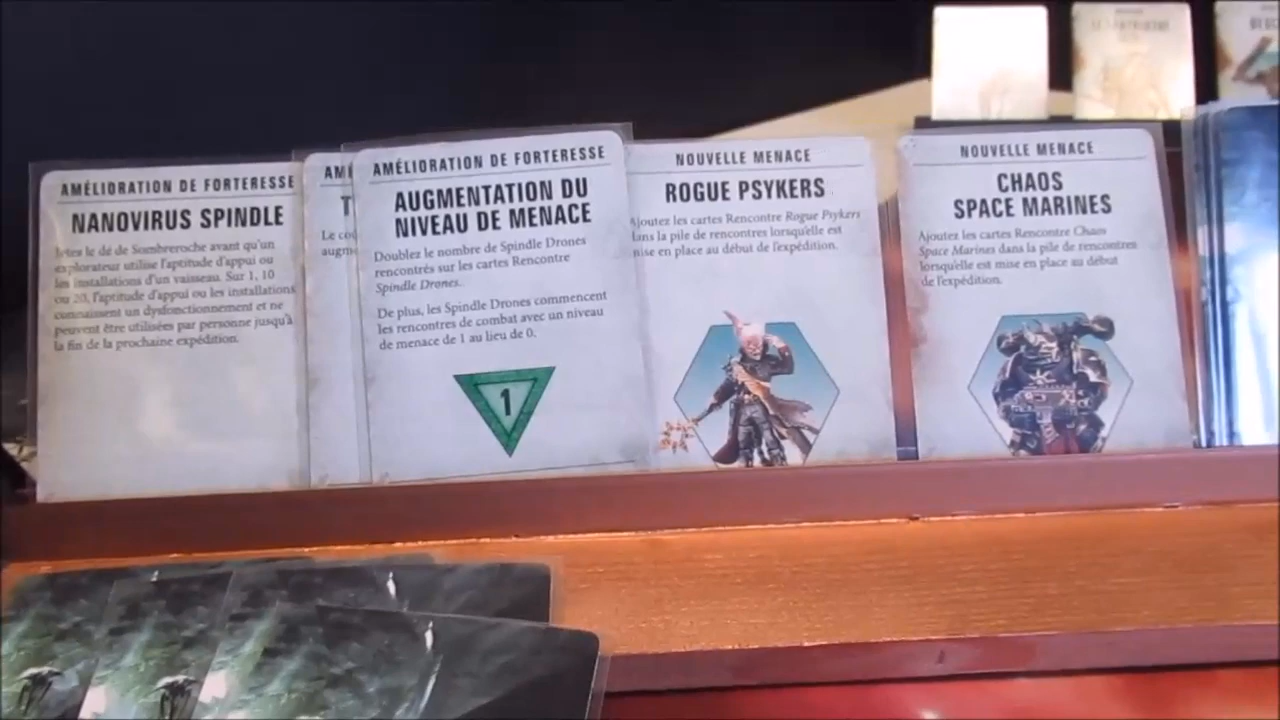 AMÉLIORATION DE FORTERESSE
NANOVIRUS SPINDLE
Jetez le dé de Sombreroche avant qu'un
explorateur utilise l'aptitude d'appui ou
les installations d'un vaisseau. Sur 1, 10
ou 20, l'aptitude d'appui ou les installations
connaissent un dysfonctionnement et ne
peuvent être utilisées par personne jusqu'à
la fin de la prochaine expédition.
AMÉ
T
Le co
augm
AMÉLIORATION DE FORTERESSE
AUGMENTATION DU
NIVEAU DE MENACE
Doublez le nombre de Spindle Drones
rencontrés sur les cartes Rencontre
Spindle Drones.
De plus, les Spindle Drones commencent
les rencontres de combat avec un niveau
de menace de 1 au lieu de 0.
1
NOUVELLE MENACE
ROGUE PSYKERS
Ajoutez les cartes Rencontre Rogue Psykers
dans la pile de rencontres lorsqu'elle est
mise en place au début de l'expédition.
NOUVELLE MENACE
CHAOS
SPACE MARINES
Ajoutez les cartes Rencontre Chaos
Space Marines dans la pile de rencontres
lorsqu'elle est mise en place au début
de l'expédition.